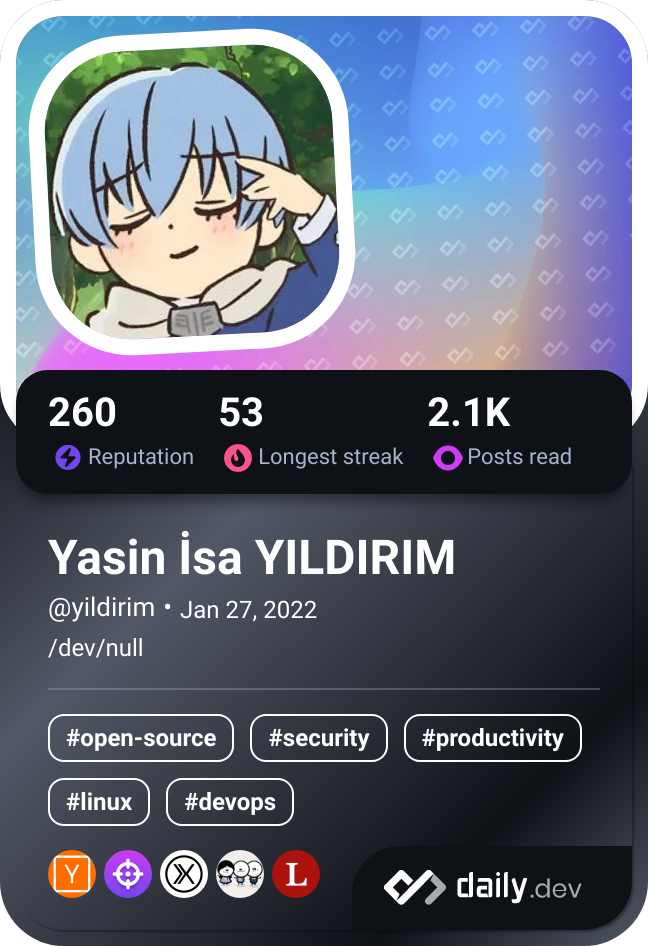 260 53 2.1K
Reputation Longest streak Posts read
Yasin İsa YILDIRIM
@yildirim • Jan 27, 2022
/dev/null
#open-source #security #productivity
#linux #devops
Y L
daily.dev